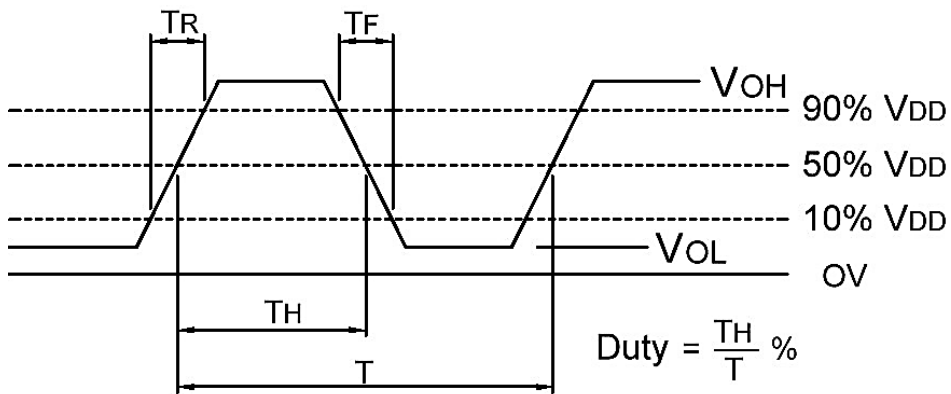 TR
TF
VOH
90% VDD
50% VDD
10% VDD
VOL
OV
TH
Duty = TH/T %
T